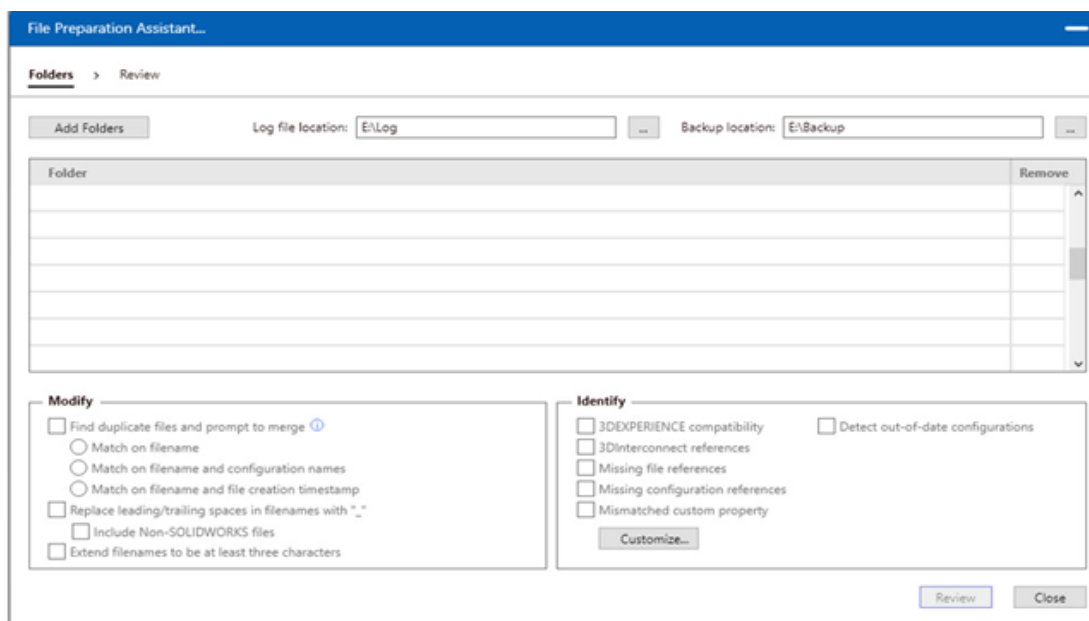 File Preparation Assistant...
Folders > Review
Add Folders Log file location: E:\Log ... Backup location: E:\Backup ...
Folder Remove
Modify
Find duplicate files and prompt to merge
Match on filename
Match on filename and configuration names
Match on filename and file creation timestamp
Replace leading/trailing spaces in filenames with "_"
Include Non-SOLIDWORKS files
Extend filenames to be at least three characters
Identify
3DEXPERIENCE compatibility Detect out-of-date configurations
3DInterconnect references
Missing file references
Missing configuration references
Mismatched custom property
Customize...
Review Close